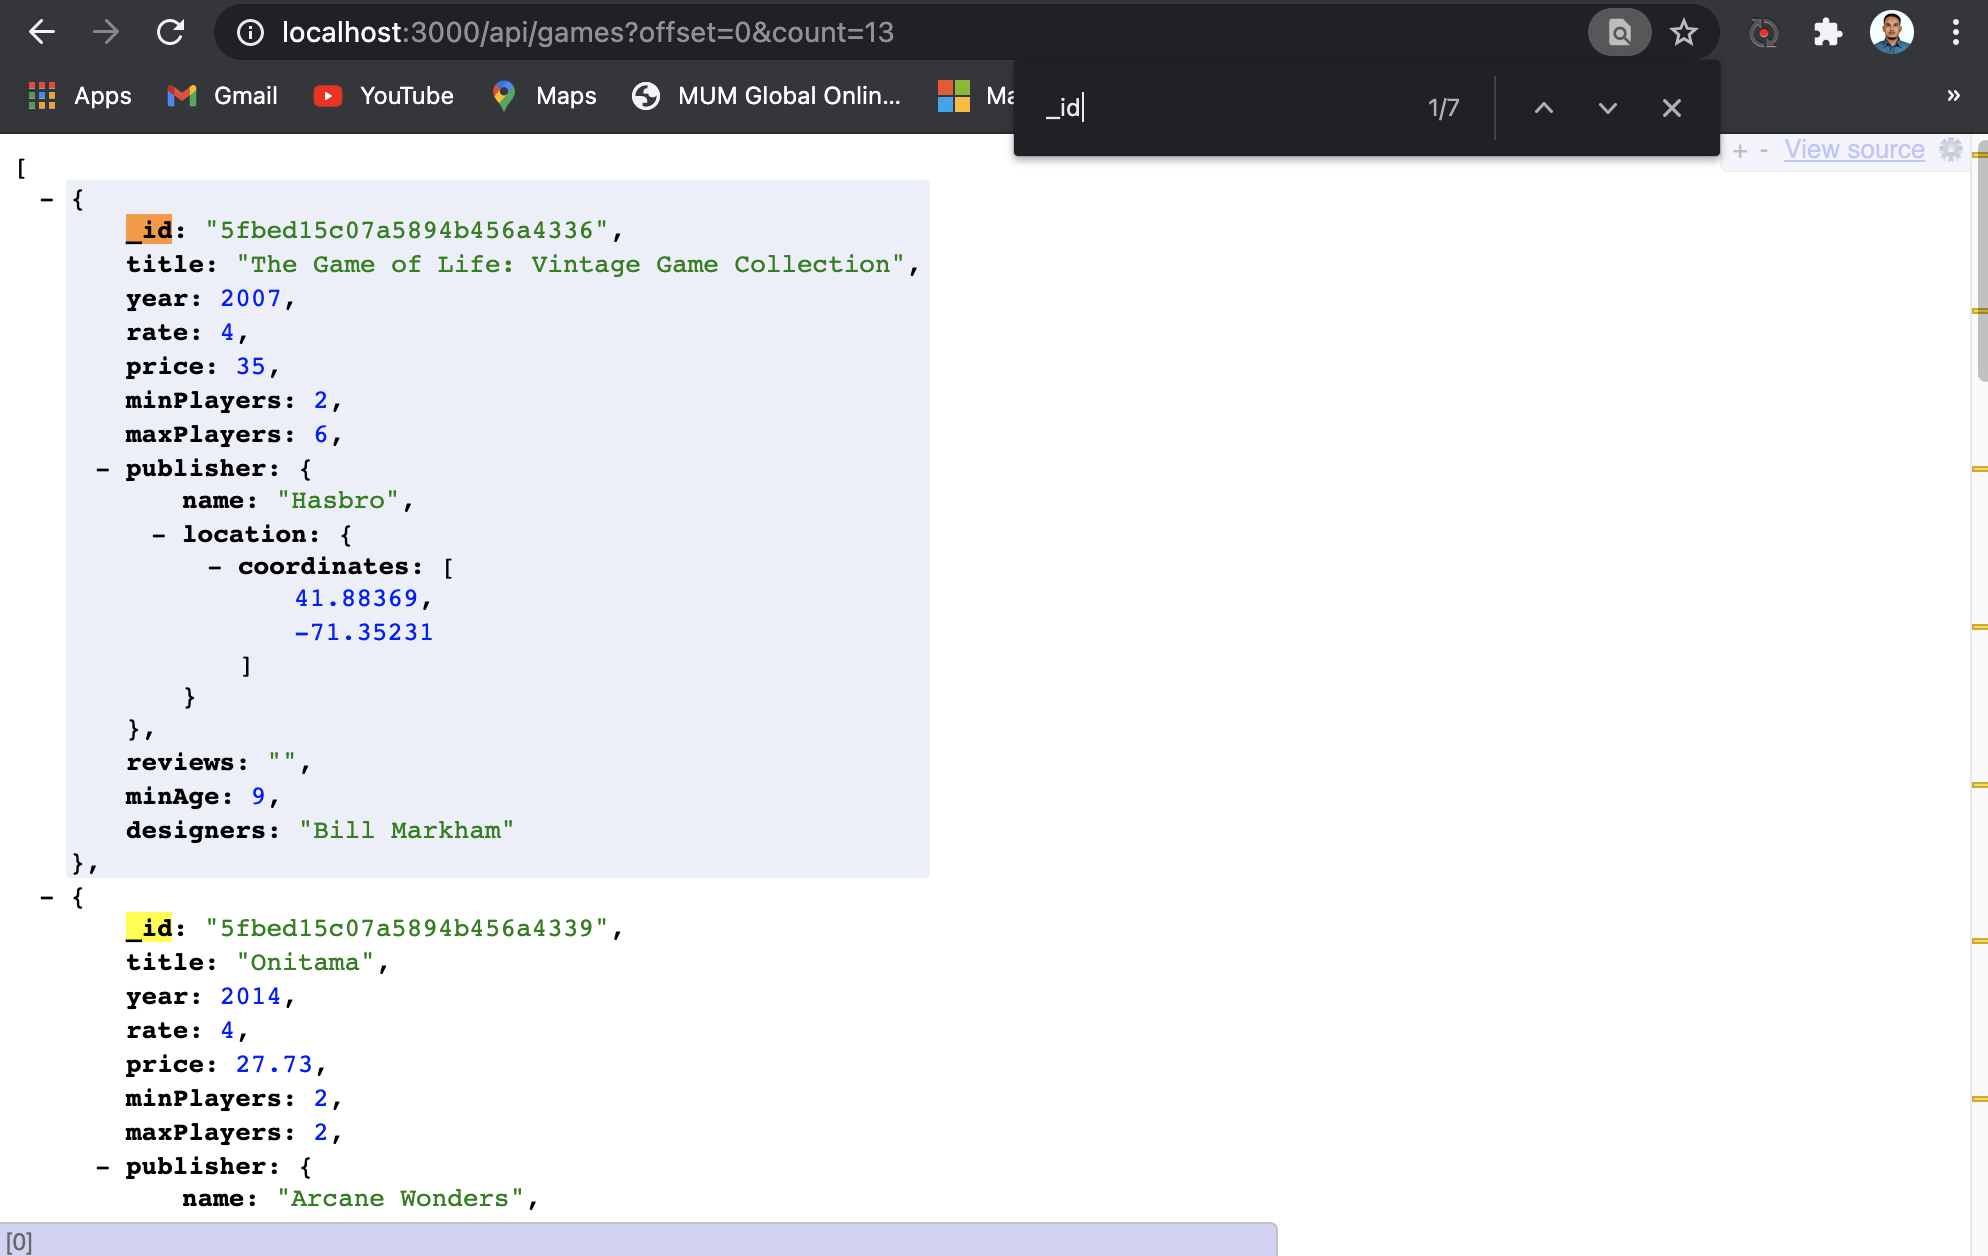 localhost:3000/api/games?offset=0&count=13
Apps Gmail YouTube Maps MUM Global Onlin... Ma »
_id 1/7
+ - View source
[
- {
_id: "5fbed15c07a5894b456a4336",
title: "The Game of Life: Vintage Game Collection",
year: 2007,
rate: 4,
price: 35,
minPlayers: 2,
maxPlayers: 6,
- publisher: {
name: "Hasbro",
- location: {
- coordinates: [
41.88369,
-71.35231
]
}
},
reviews: "",
minAge: 9,
designers: "Bill Markham"
},
- {
_id: "5fbed15c07a5894b456a4339",
title: "Onitama",
year: 2014,
rate: 4,
price: 27.73,
minPlayers: 2,
maxPlayers: 2,
- publisher: {
name: "Arcane Wonders",
[0]